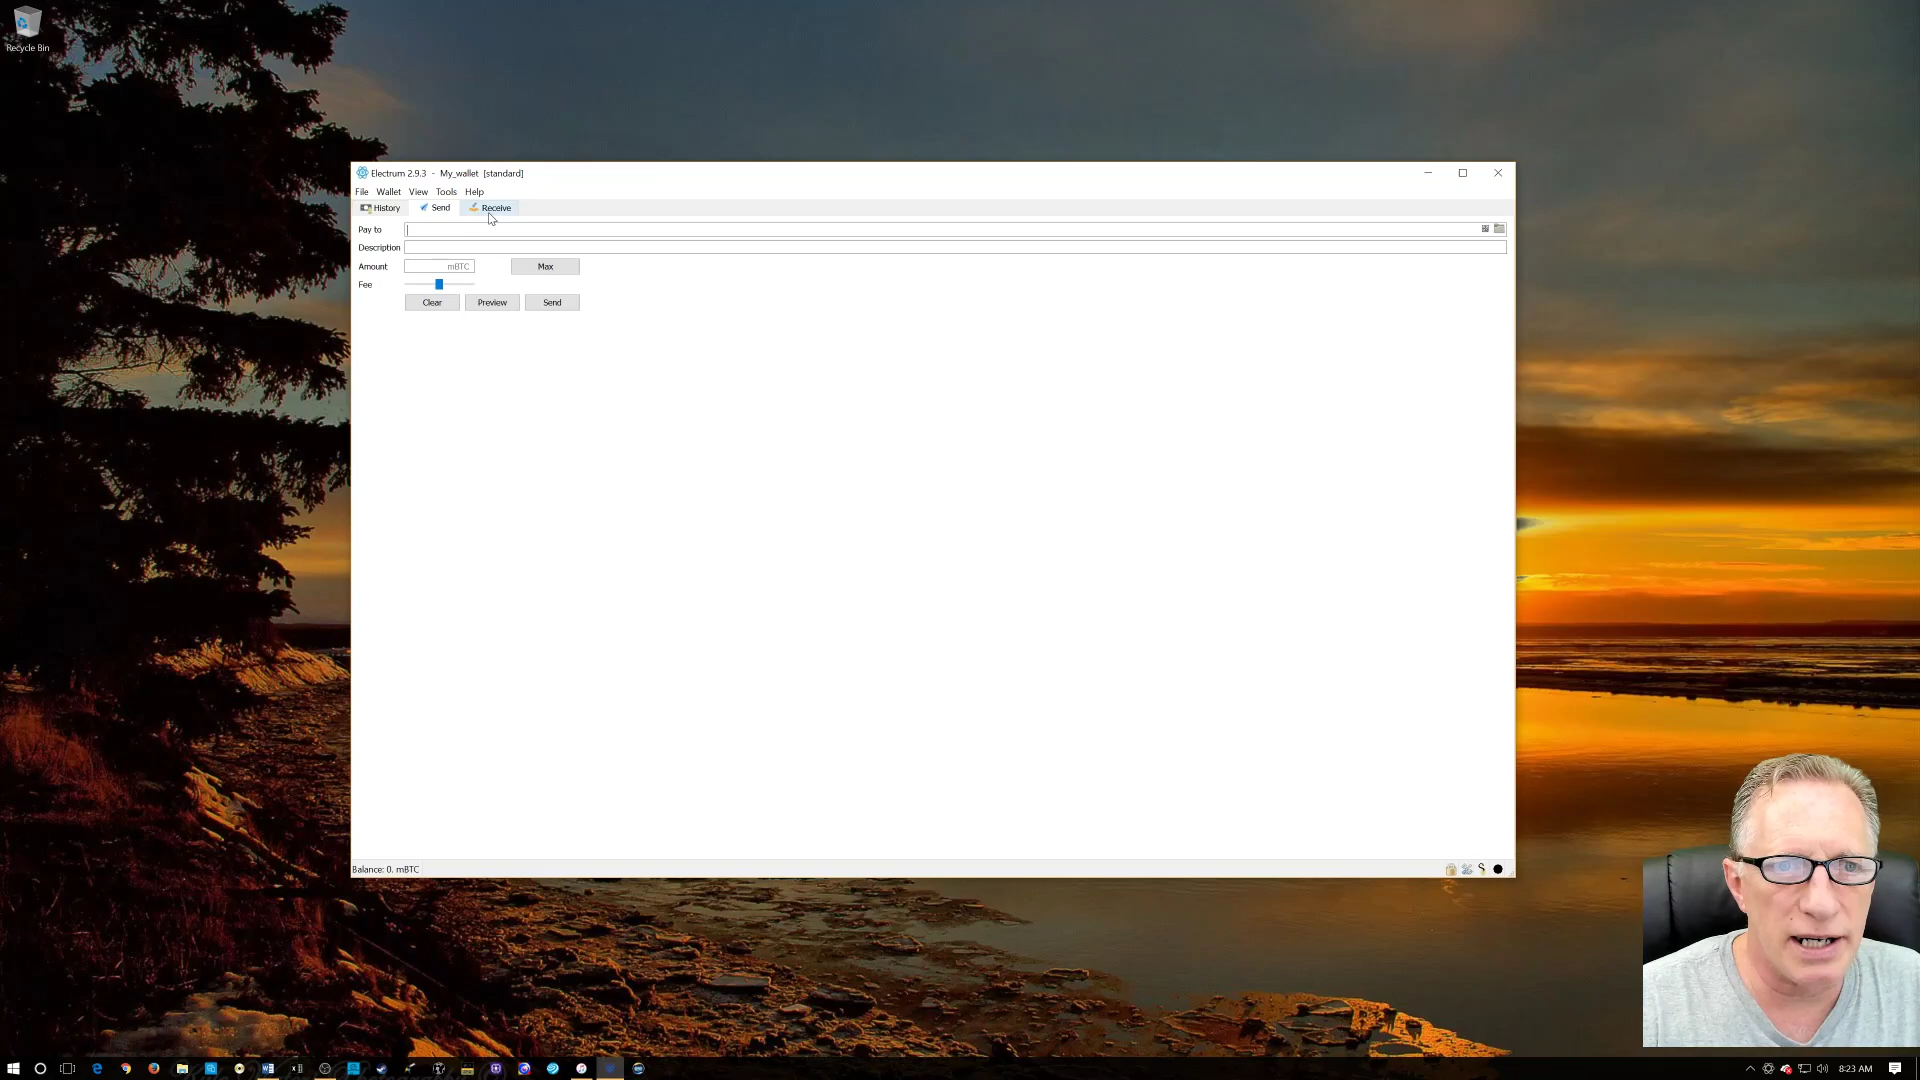 Recycle Bin
Electrum 2.9.3 - My_wallet [standard]
File Wallet View Tools Help
History Send Receive
Pay to
Description
Amount mBTC Max
Fee
Clear Preview Send
Balance: 0. mBTC
8:23 AM